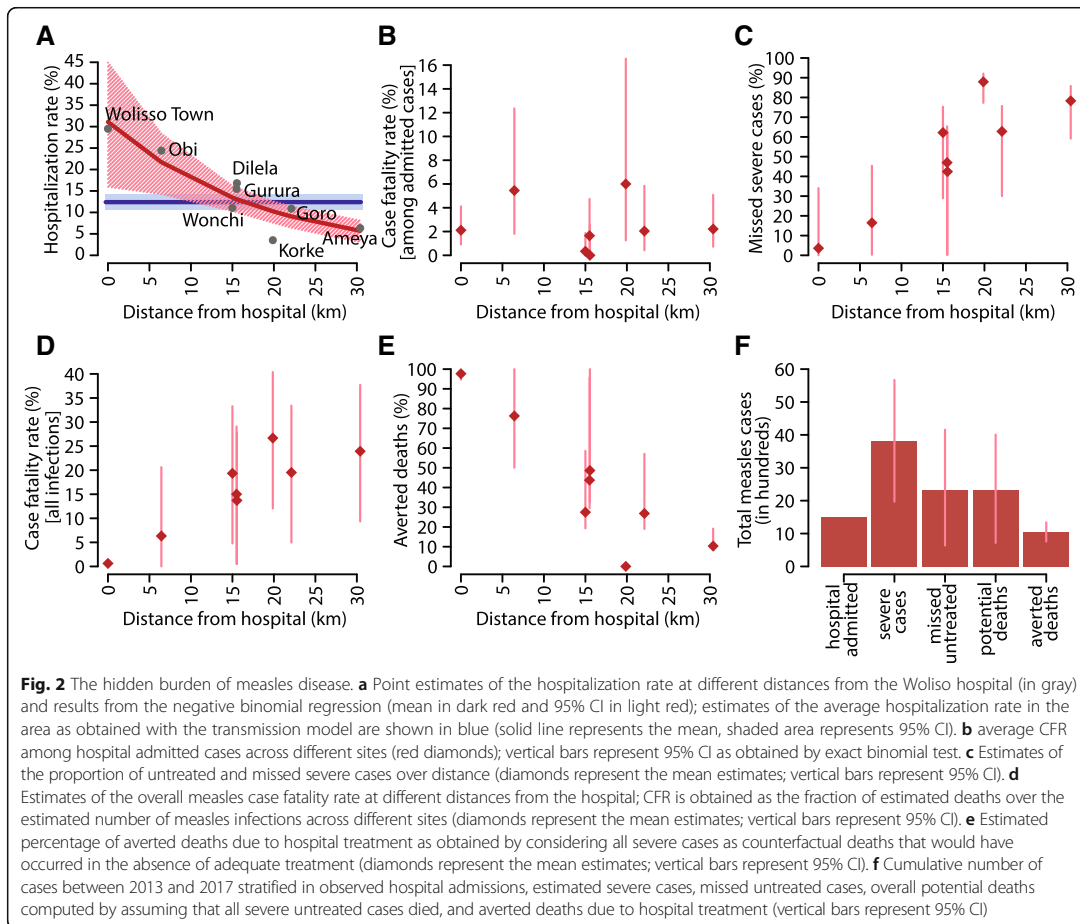 A
Hospitalization rate (%)
45
40
35
30
25
20
15
10
5
0
Wolisso Town
Obi
Dilela
Gurura
Wonchi
Goro
Korke
Ameya
0 5 10 15 20 25 30
Distance from hospital (km)
B
Case fatality rate (%)
[among admitted cases]
16
14
12
10
8
6
4
2
0
0 5 10 15 20 25 30
Distance from hospital (km)
C
Missed severe cases (%)
100
90
80
70
60
50
40
30
20
10
0
0 5 10 15 20 25 30
Distance from hospital (km)
D
Case fatality rate (%)
[all infections]
40
35
30
25
20
15
10
5
0
0 5 10 15 20 25 30
Distance from hospital (km)
E
Averted deaths (%)
100
90
80
70
60
50
40
30
20
10
0
0 5 10 15 20 25 30
Distance from hospital (km)
F
Total measles cases
(in hundreds)
60
50
40
30
20
10
0
hospital
admitted
severe
cases
missed
untreated
potential
deaths
averted
deaths
Fig. 2 The hidden burden of measles disease. a Point estimates of the hospitalization rate at different distances from the Woliso hospital (in gray)
and results from the negative binomial regression (mean in dark red and 95% CI in light red); estimates of the average hospitalization rate in the
area as obtained with the transmission model are shown in blue (solid line represents the mean, shaded area represents 95% CI). b average CFR
among hospital admitted cases across different sites (red diamonds); vertical bars represent 95% CI as obtained by exact binomial test. c Estimates of
the proportion of untreated and missed severe cases over distance (diamonds represent the mean estimates; vertical bars represent 95% CI). d
Estimates of the overall measles case fatality rate at different distances from the hospital; CFR is obtained as the fraction of estimated deaths over the
estimated number of measles infections across different sites (diamonds represent the mean estimates; vertical bars represent 95% CI). e Estimated
percentage of averted deaths due to hospital treatment as obtained by considering all severe cases as counterfactual deaths that would have
occurred in the absence of adequate treatment (diamonds represent the mean estimates; vertical bars represent 95% CI). f Cumulative number of
cases between 2013 and 2017 stratified in observed hospital admissions, estimated severe cases, missed untreated cases, overall potential deaths
computed by assuming that all severe untreated cases died, and averted deaths due to hospital treatment (vertical bars represent 95% CI)